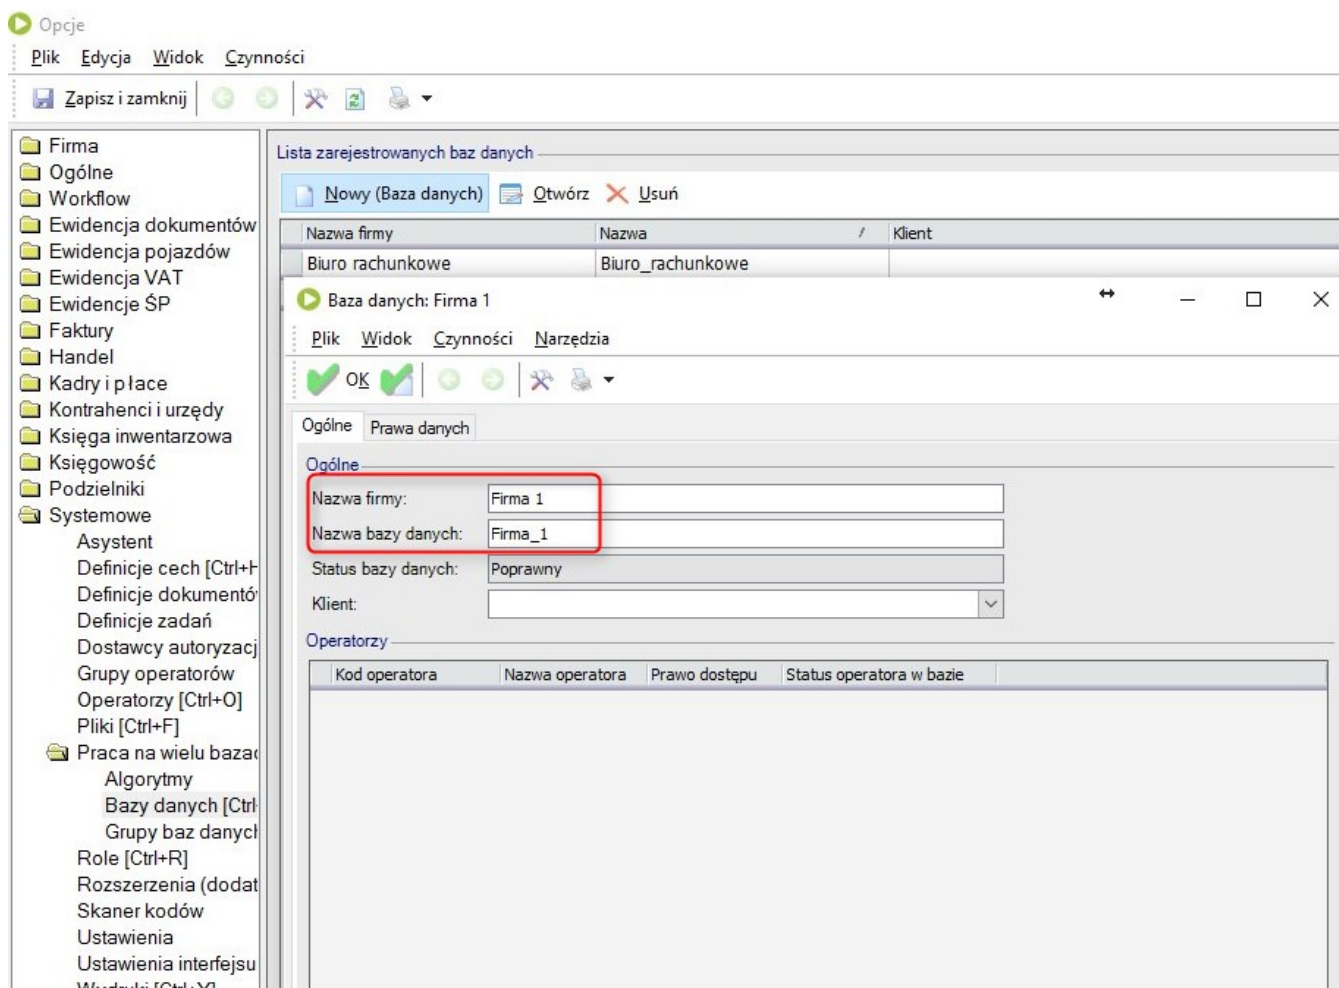 Opcje
Plik Edycja Widok Czynności
Zapisz i zamknij
Firma
Ogólne
Workflow
Ewidencja dokumentów
Ewidencja pojazdów
Ewidencja VAT
Ewidencje ŚP
Faktury
Handel
Kadry i płace
Kontrahenci i urzędy
Księga inwentarzowa
Księgowość
Podzielniki
Systemowe
Asystent
Definicje cech [Ctrl+H
Definicje dokumentó
Definicje zadań
Dostawcy autoryzacj
Grupy operatorów
Operatorzy [Ctrl+O]
Pliki [Ctrl+F]
Praca na wielu bazac
Algorytmy
Bazy danych [Ctrl
Grupy baz danych
Role [Ctrl+R]
Rozszerzenia (dodat
Skaner kodów
Ustawienia
Ustawienia interfejsu
Lista zarejestrowanych baz danych
Nowy (Baza danych) Otwórz Usuń
Nazwa firmy Nazwa / Klient
Biuro rachunkowe Biuro_rachunkowe
Baza danych: Firma 1
Plik Widok Czynności Narzędzia
OK
Ogólne Prawa danych
Ogólne
Nazwa firmy: Firma 1
Nazwa bazy danych: Firma_1
Status bazy danych: Poprawny
Klient:
Operatorzy
Kod operatora Nazwa operatora Prawo dostępu Status operatora w bazie